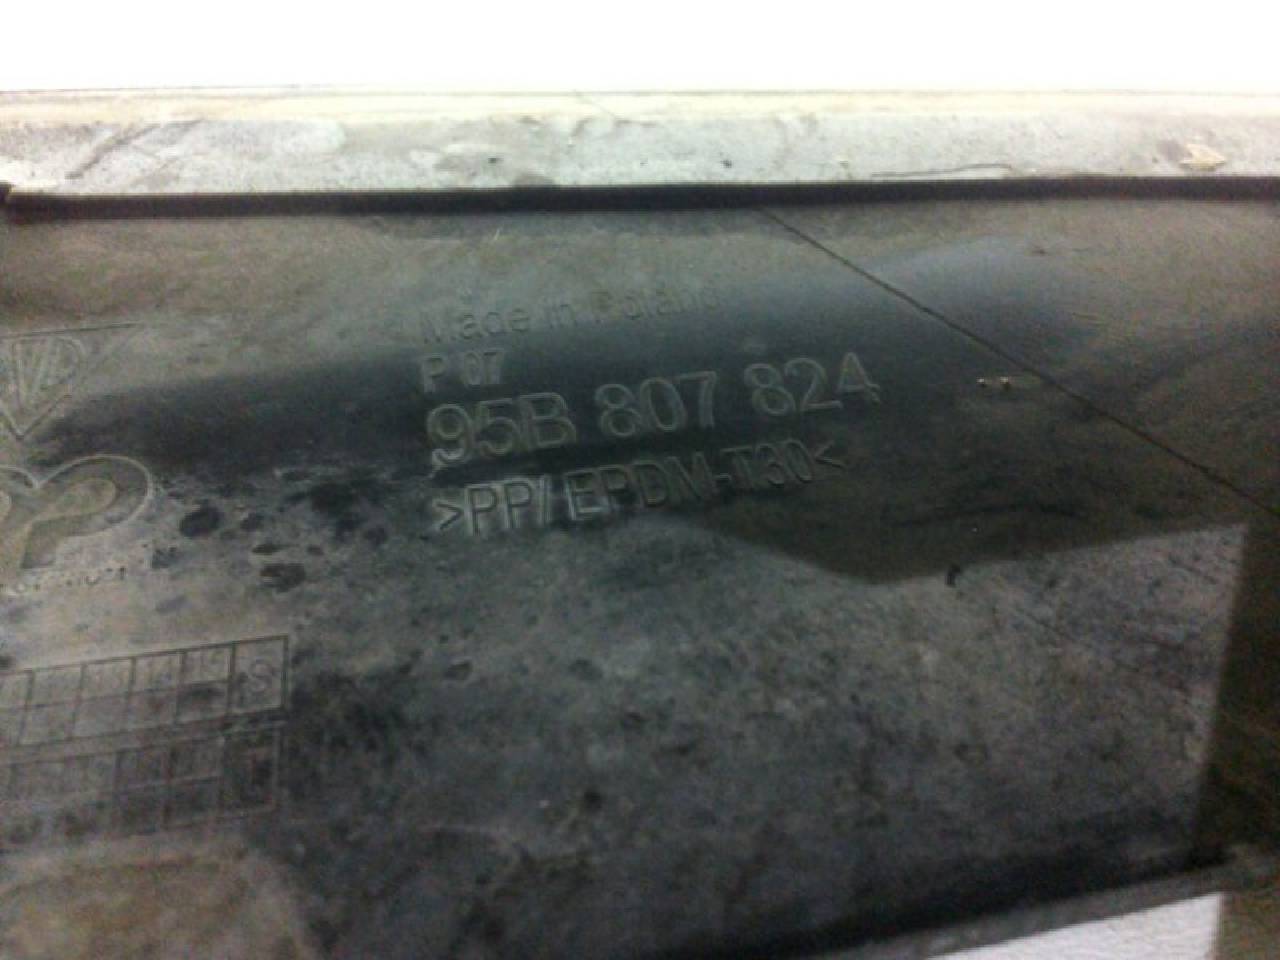 Made in Poland
P 07
95B 807 824
>PP/EPDM-T30<